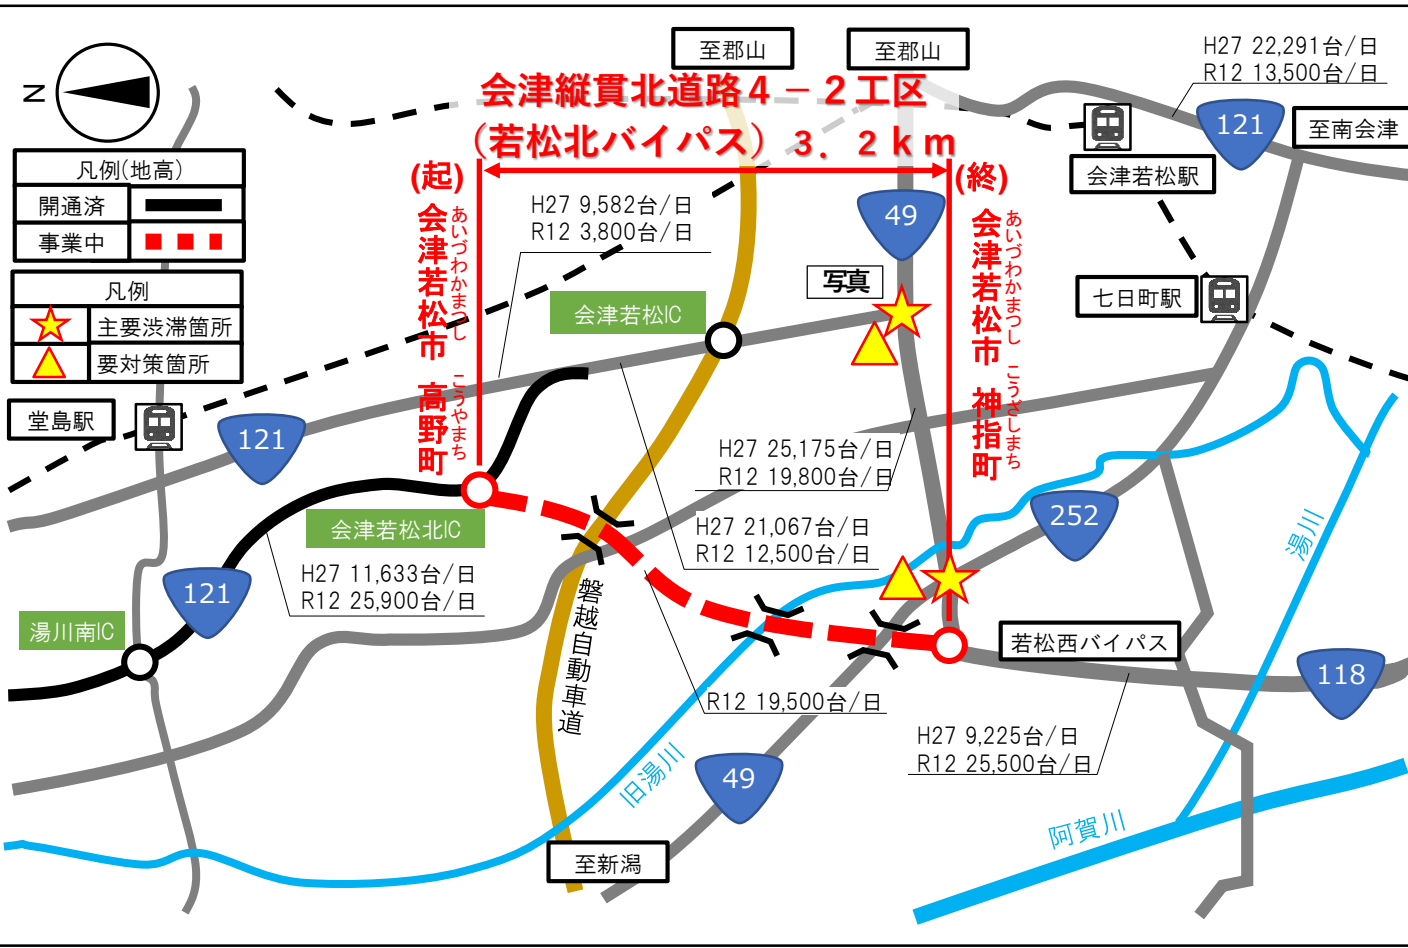 至郡山
至郡山
H27 22,291台/日
R12 13,500台/日
N
会津縦貫北道路４－２工区
(若松北バイパス) ３．２ｋｍ
121
至南会津
凡例(地高)
開通済
事業中
(起)
(終)
会津若松駅
あいづわかまつし
会津若松市
こうやまち
高野町
H27 9,582台/日
R12 3,800台/日
49
あいづわかまつし
会津若松市
こうざしまち
神指町
凡例
主要渋滞箇所
要対策箇所
写真
会津若松IC
七日町駅
堂島駅
121
H27 25,175台/日
R12 19,800台/日
会津若松北IC
H27 21,067台/日
R12 12,500台/日
252
湯川
H27 11,633台/日
R12 25,900台/日
121
磐越自動車道
湯川南IC
若松西バイパス
118
R12 19,500台/日
H27 9,225台/日
R12 25,500台/日
旧湯川
49
阿賀川
至新潟